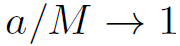 a/M → 1